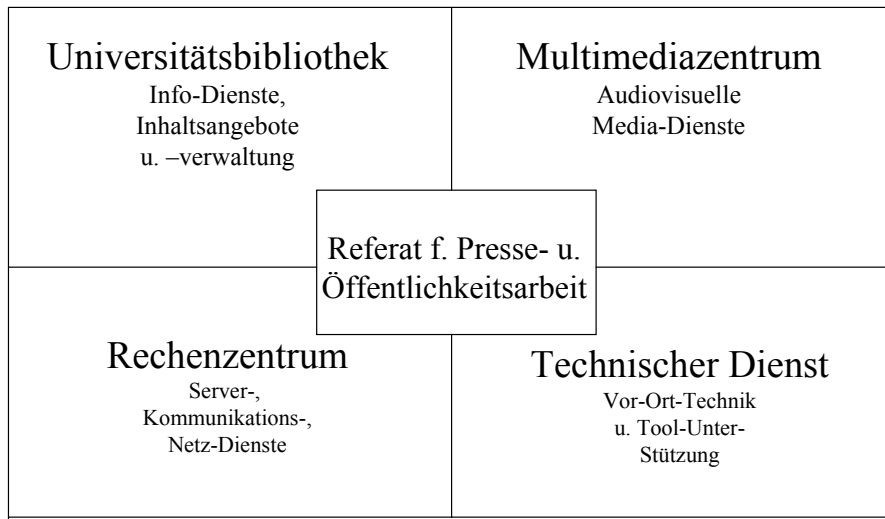 Universitätsbibliothek
Info-Dienste,
Inhaltsangebote
u. –verwaltung
Multimediazentrum
Audiovisuelle
Media-Dienste
Referat f. Presse- u.
Öffentlichkeitsarbeit
Rechenzentrum
Server-,
Kommunikations-,
Netz-Dienste
Technischer Dienst
Vor-Ort-Technik
u. Tool-Unter-
Stützung